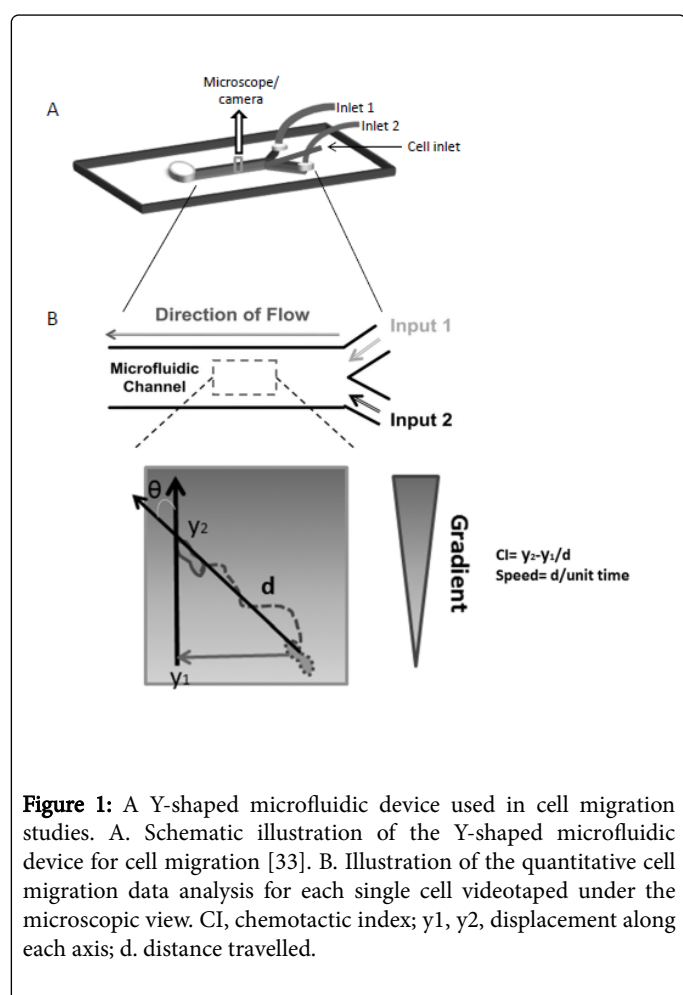 Microscope/
camera
A
Inlet 1
Inlet 2
Cell inlet
B
Direction of Flow
Input 1
Microfluidic
Channel
Input 2
θ
y₂
d
y₁
Gradient
CI= y₂-y₁/d
Speed= d/unit time
Figure 1: A Y-shaped microfluidic device used in cell migration
studies. A. Schematic illustration of the Y-shaped microfluidic
device for cell migration [33]. B. Illustration of the quantitative cell
migration data analysis for each single cell videotaped under the
microscopic view. CI, chemotactic index; y1, y2, displacement along
each axis; d. distance travelled.